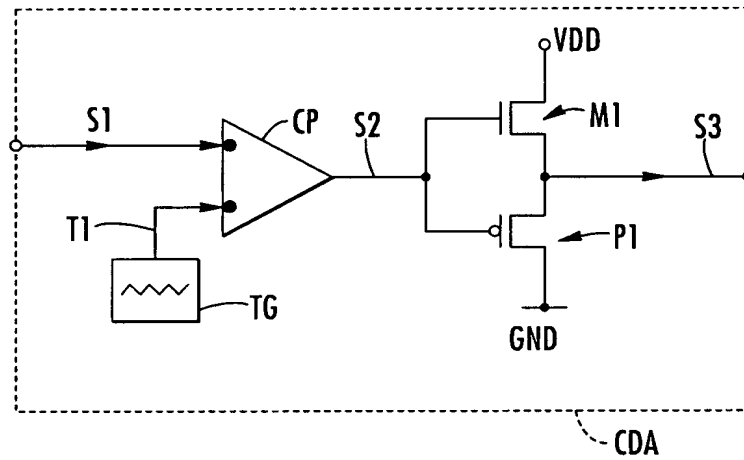 VDD
S1
CP
S2
M1
S3
T1
P1
TG
GND
CDA